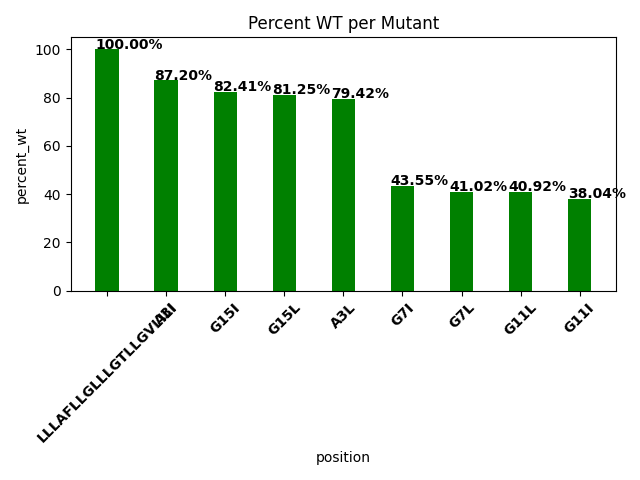 Percent WT per Mutant
100.00%
87.20%
82.41%
81.25%
79.42%
43.55%
41.02%
40.92%
38.04%
percent_wt
100
80
60
40
20
0
A3I
G15I
G15L
A3L
G7I
G7L
G11L
G11I
position